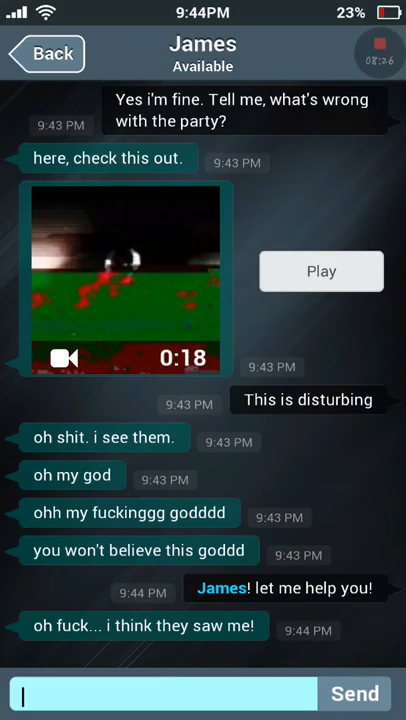 9:44PM
23%
Back
James
Available
08:26
Yes i'm fine. Tell me, what's wrong
with the party?
9:43 PM
here, check this out.
9:43 PM
Play
0:18
9:43 PM
This is disturbing
9:43 PM
oh shit. i see them.
9:43 PM
oh my god
9:43 PM
ohh my fuckinggg godddd
9:43 PM
you won't believe this goddd
9:43 PM
James! let me help you!
9:44 PM
oh fuck... i think they saw me!
9:44 PM
Send